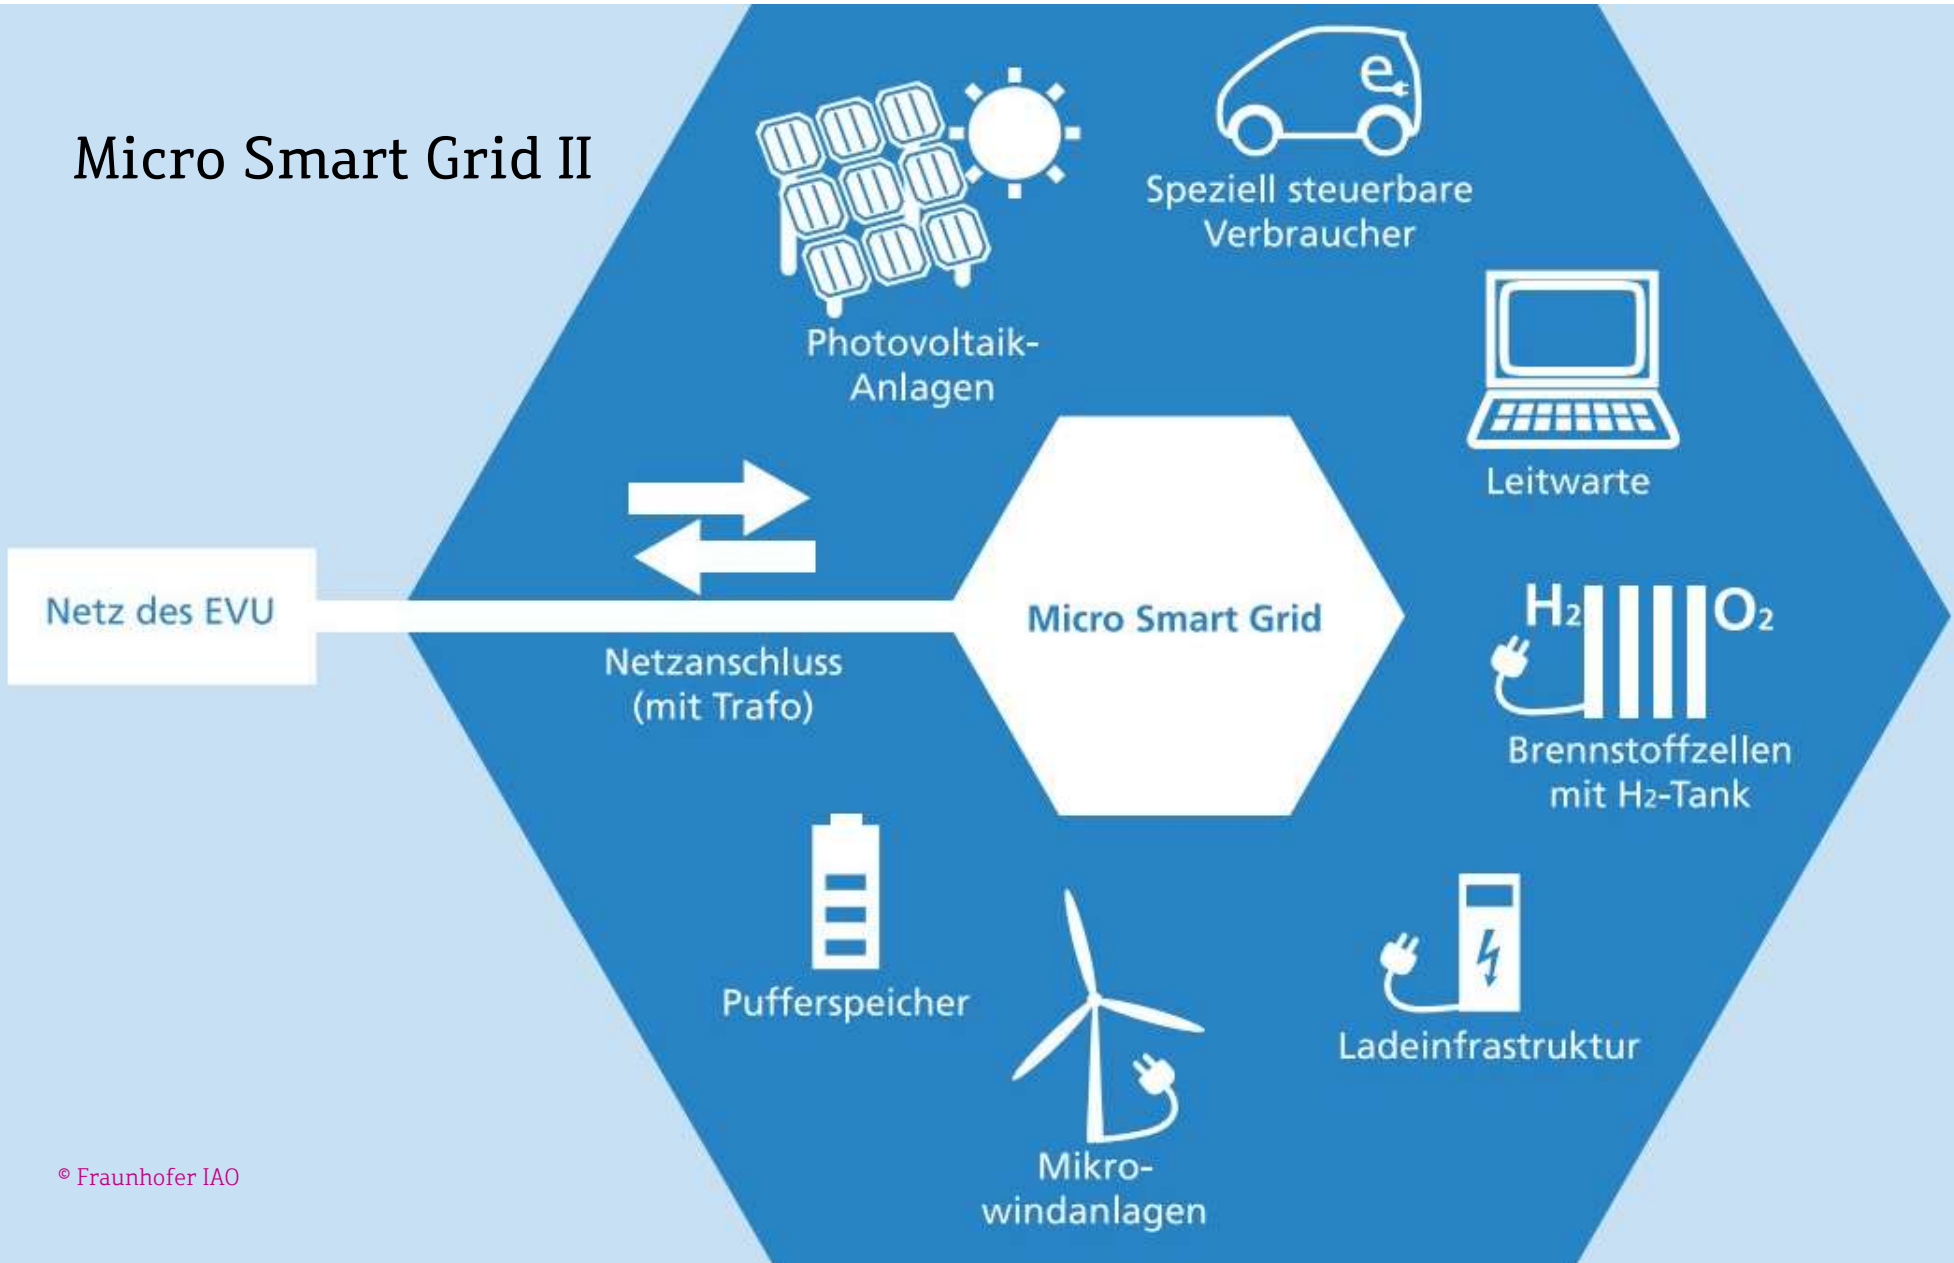 Micro Smart Grid II
e
Speziell steuerbare
Verbraucher
Photovoltaik-
Anlagen
Leitwarte
Netz des EVU
Netzanschluss
(mit Trafo)
Micro Smart Grid
H₂
O₂
Brennstoffzellen
mit H₂-Tank
Pufferspeicher
Ladeinfrastruktur
Mikro-
windanlagen
© Fraunhofer IAO